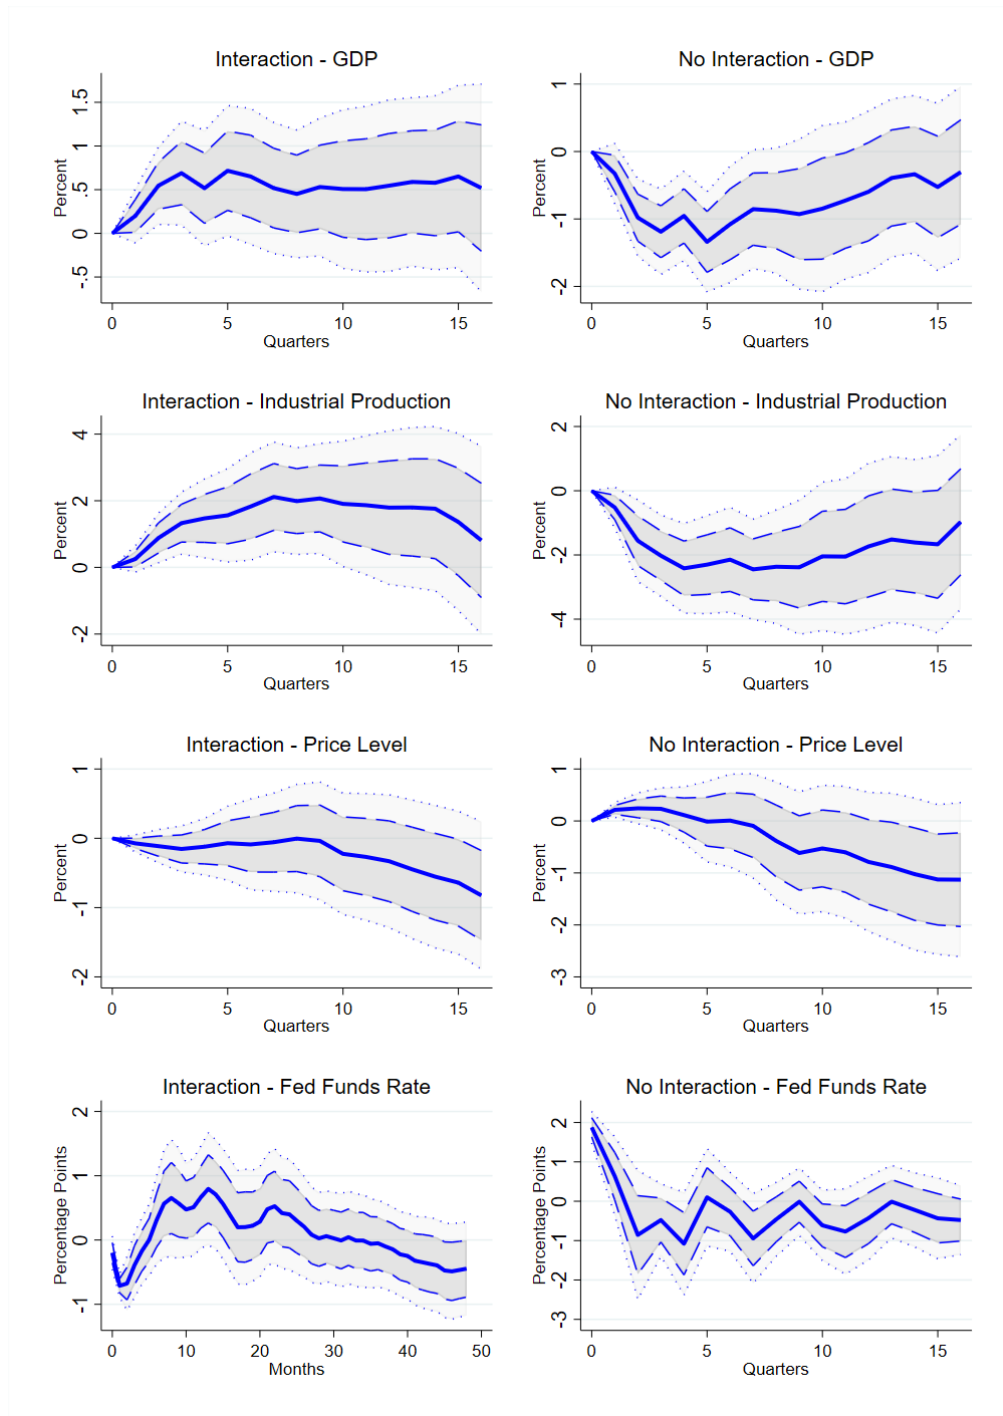 Interaction - GDP
No Interaction - GDP
Percent
1.5
1
.5
0
-.5
0 5 10 15
Quarters
Percent
1
0
-1
-2
0 5 10 15
Quarters
Interaction - Industrial Production
No Interaction - Industrial Production
Percent
4
2
0
-2
0 5 10 15
Quarters
Percent
2
0
-2
-4
0 5 10 15
Quarters
Interaction - Price Level
No Interaction - Price Level
Percent
1
0
-1
-2
0 5 10 15
Quarters
Percent
1
0
-1
-2
-3
0 5 10 15
Quarters
Interaction - Fed Funds Rate
No Interaction - Fed Funds Rate
Percentage Points
2
1
0
-1
0 10 20 30 40 50
Months
Percentage Points
2
1
0
-1
-2
-3
0 5 10 15
Quarters